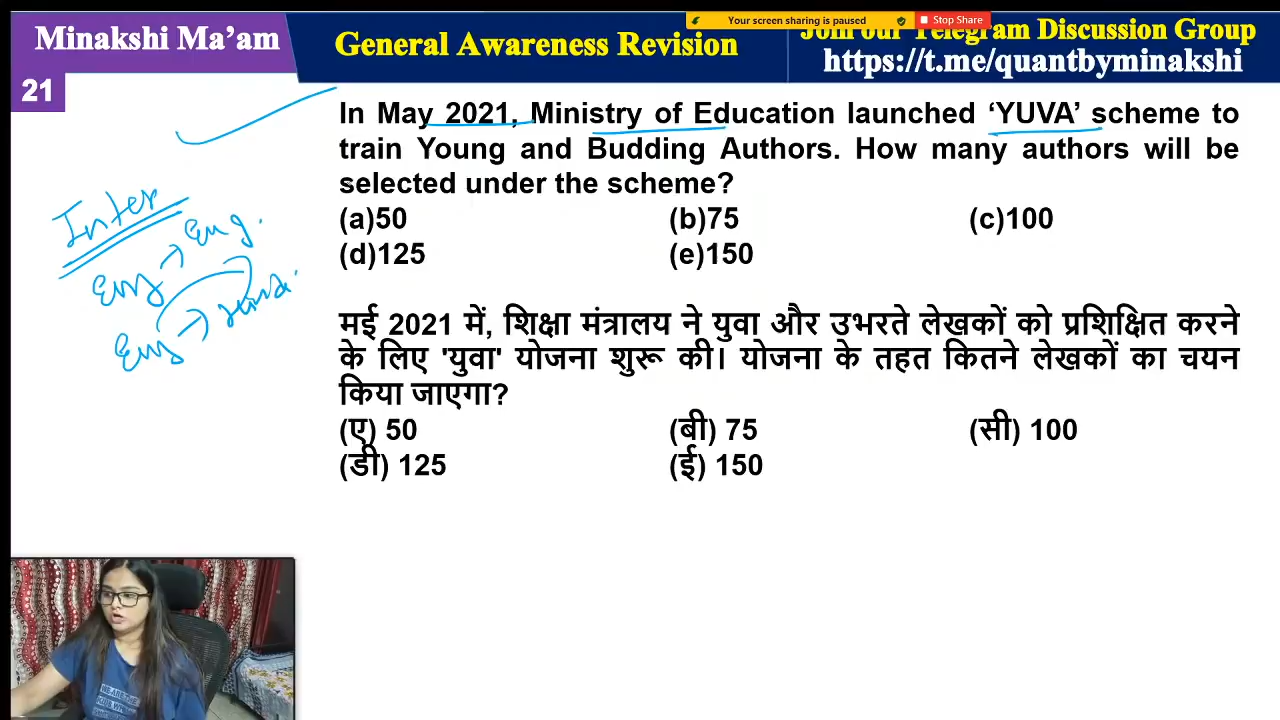 Your screen sharing is paused Stop Share
Minakshi Ma'am
General Awareness Revision
Join our Telegram Discussion Group
https://t.me/quantbyminakshi
21
In May 2021, Ministry of Education launched ‘YUVA’ scheme to
train Young and Budding Authors. How many authors will be
selected under the scheme?
(a)50 (b)75 (c)100
(d)125 (e)150
Inter
Eng → Eng.
Eng →
मई 2021 में, शिक्षा मंत्रालय ने युवा और उभरते लेखकों को प्रशिक्षित करने
के लिए 'युवा' योजना शुरू की। योजना के तहत कितने लेखकों का चयन
किया जाएगा?
(ए) 50 (बी) 75 (सी) 100
(डी) 125 (ई) 150